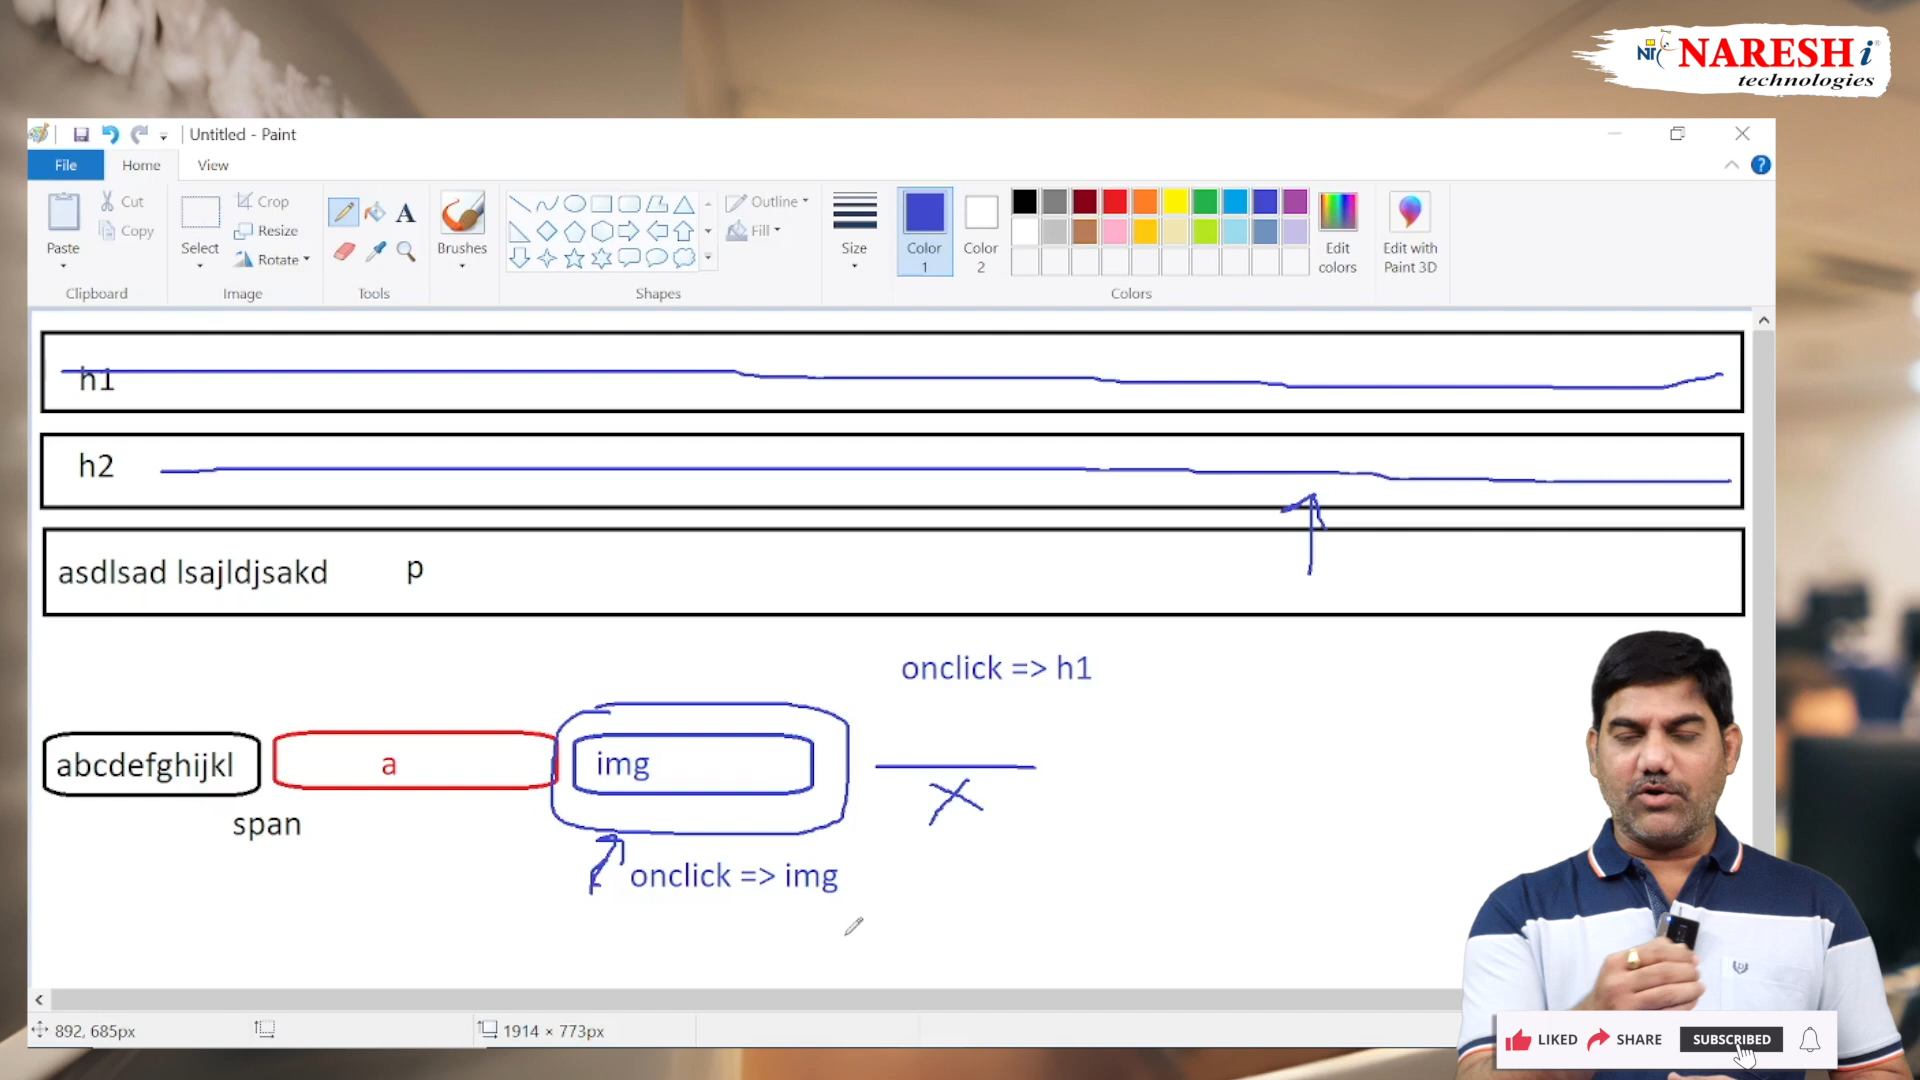 NiT NARESH i
technologies
Untitled - Paint
File Home View
Paste
Cut
Copy
Clipboard
Select
Crop
Resize
Rotate
Image
A
Tools
Brushes
Outline
Fill
Shapes
Size
Color
1
Color
2
Edit
colors
Colors
Edit with
Paint 3D
h1
h2
asdlsad lsajldjsakd p
onclick => h1
abcdefghijkl a img
span
X
onclick => img
892, 685px 1914 × 773px
LIKED SHARE SUBSCRIBED